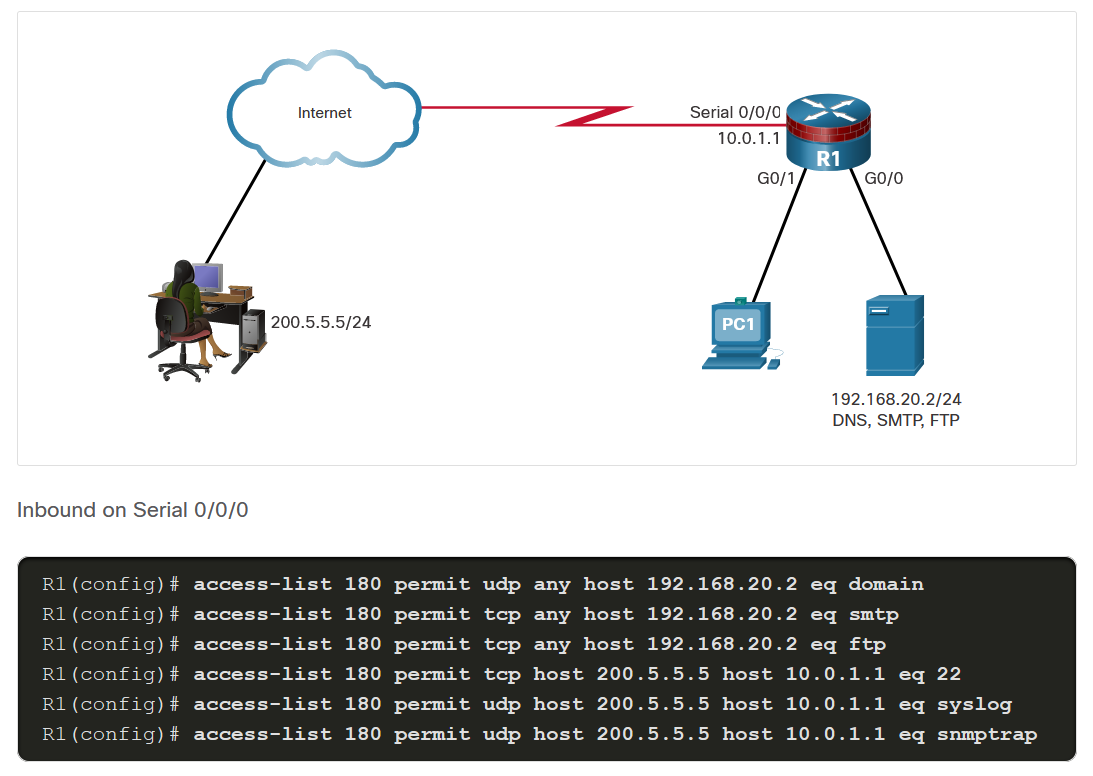 Internet
Serial 0/0/0
10.0.1.1
R1
G0/1
G0/0
200.5.5.5/24
PC1
192.168.20.2/24
DNS, SMTP, FTP
Inbound on Serial 0/0/0
R1(config)# access-list 180 permit udp any host 192.168.20.2 eq domain
R1(config)# access-list 180 permit tcp any host 192.168.20.2 eq smtp
R1(config)# access-list 180 permit tcp any host 192.168.20.2 eq ftp
R1(config)# access-list 180 permit tcp host 200.5.5.5 host 10.0.1.1 eq 22
R1(config)# access-list 180 permit udp host 200.5.5.5 host 10.0.1.1 eq syslog
R1(config)# access-list 180 permit udp host 200.5.5.5 host 10.0.1.1 eq snmptrap